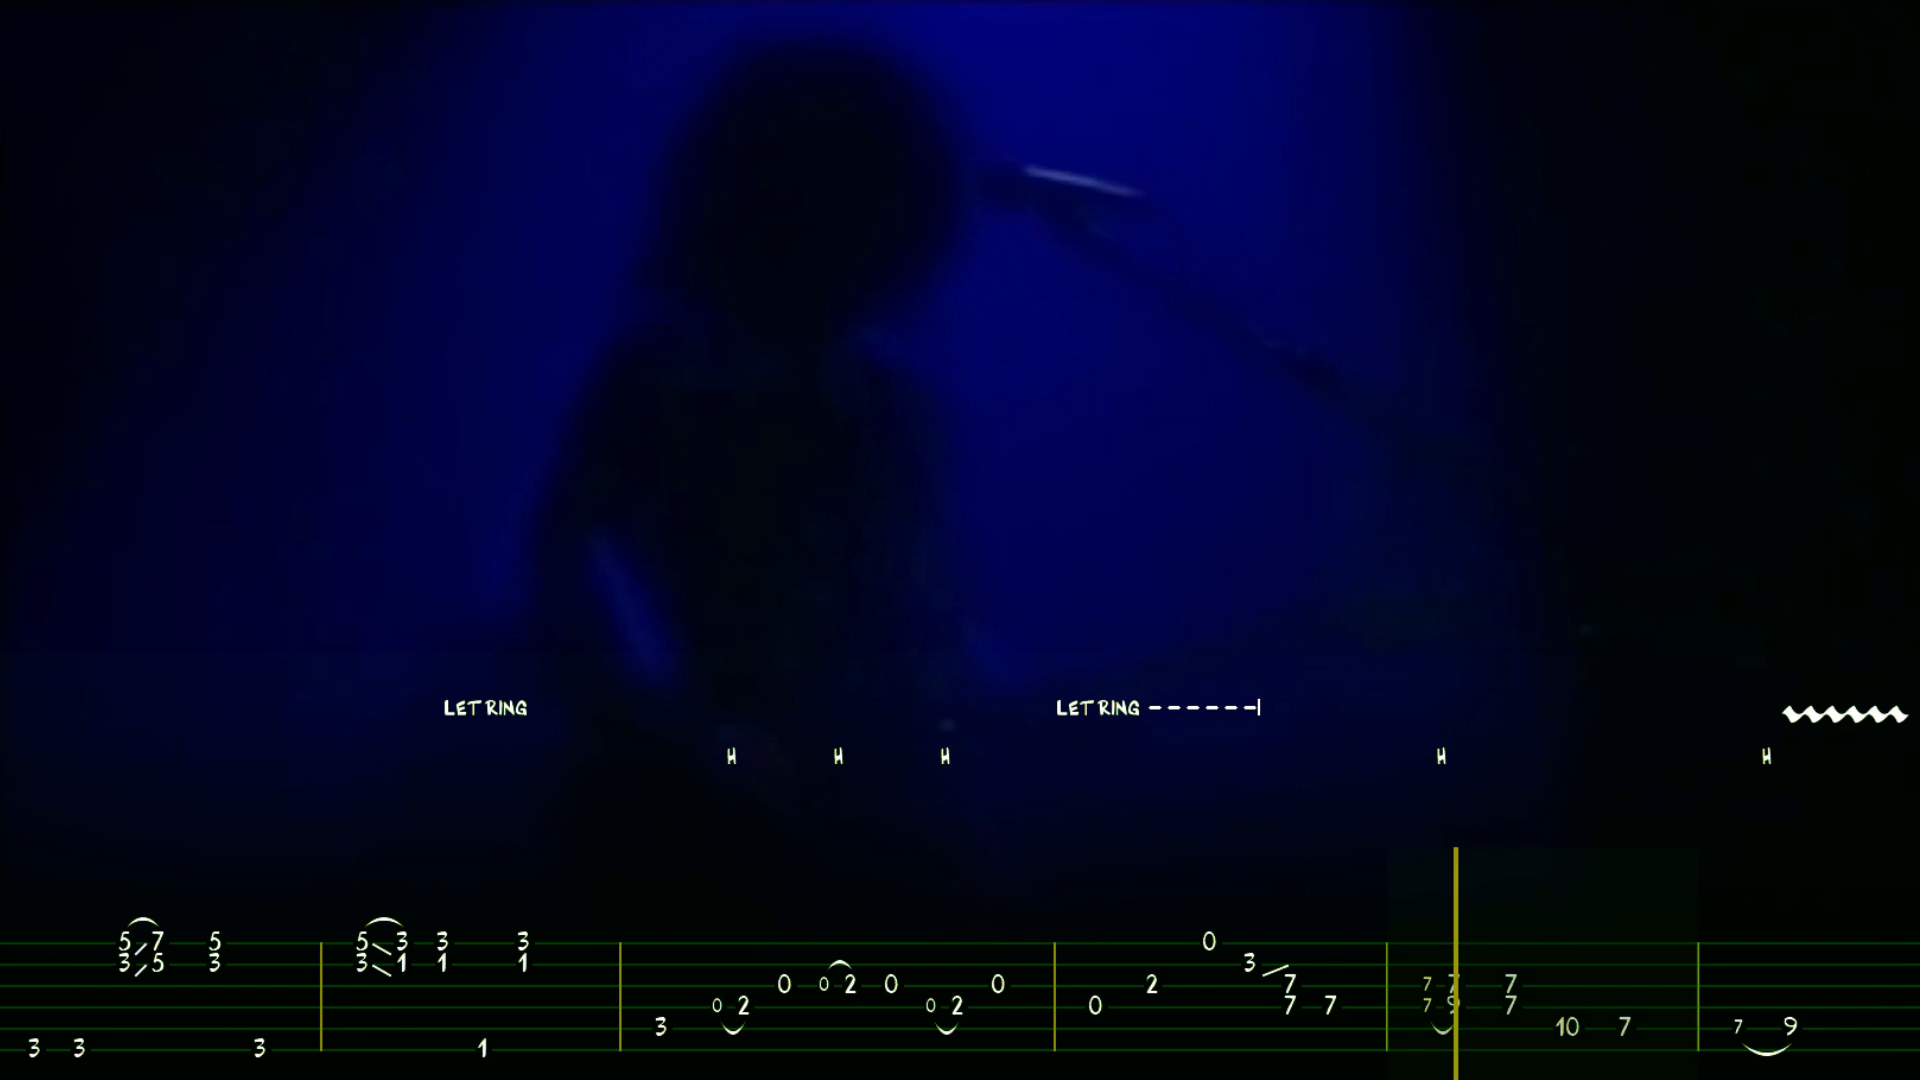 LET RING LET RING
H H H H H
5 7 5 5 3 3 3 0
3 5 3 3 1 1 1 3
0 0 2 0 0 2 7 7 7 7
0 2 0 2 0 7 7 7 9 7
3 10 7 7 9
3 3 3 1